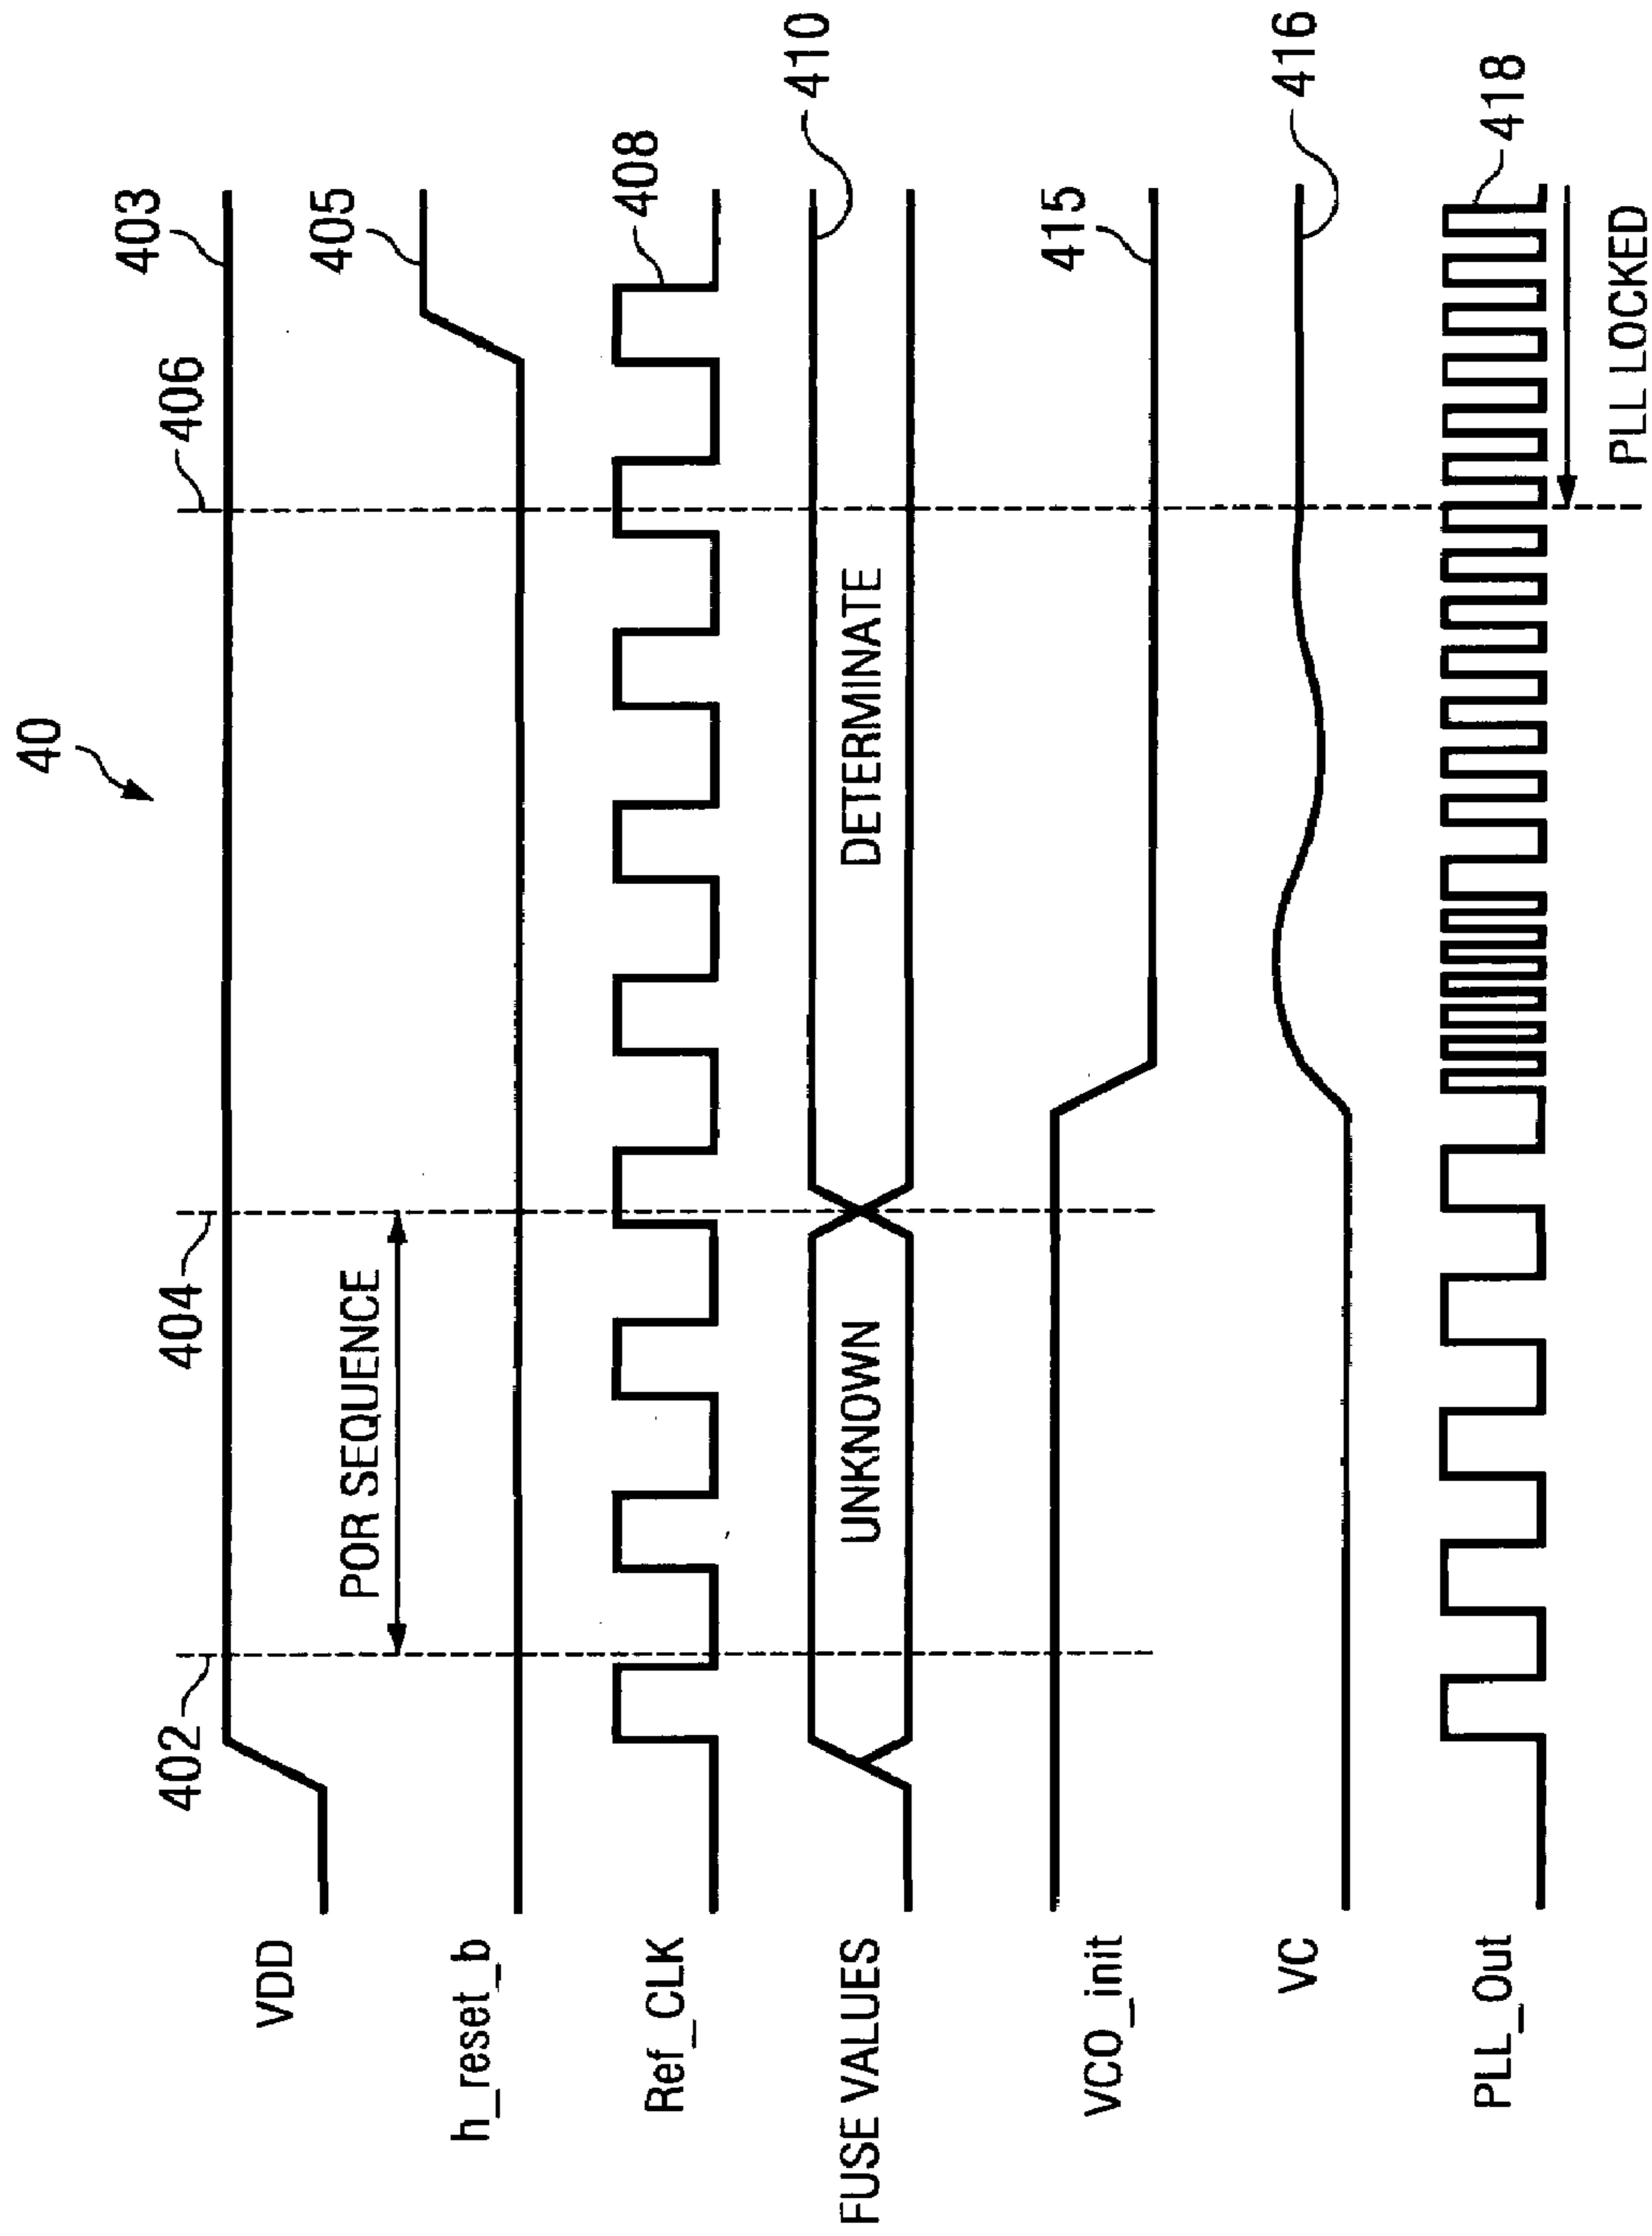 40
402
404
406
403
VDD
POR SEQUENCE
405
h_reset_b
408
Ref_CLK
410
FUSE VALUES
UNKNOWN
DETERMINATE
415
VCO_init
416
VC
418
PLL_Out
PLL LOCKED